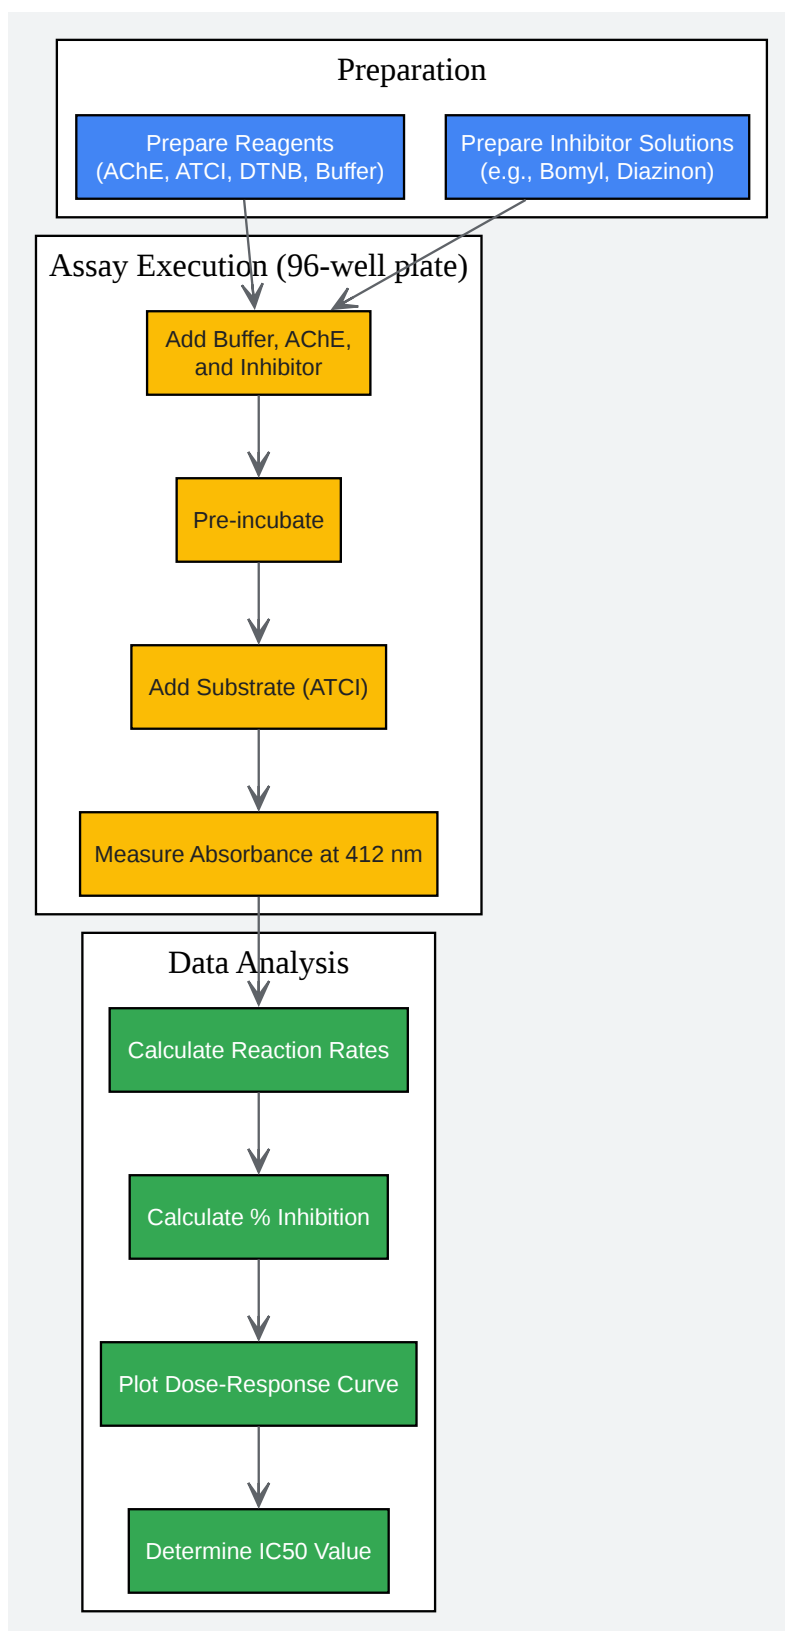 Preparation
Prepare Reagents
(AChE, ATCI, DTNB, Buffer)
Prepare Inhibitor Solutions
(e.g., Bomyl, Diazinon)
Assay Execution (96-well plate)
Add Buffer, AChE,
and Inhibitor
Pre-incubate
Add Substrate (ATCI)
Measure Absorbance at 412 nm
Data Analysis
Calculate Reaction Rates
Calculate % Inhibition
Plot Dose-Response Curve
Determine IC50 Value